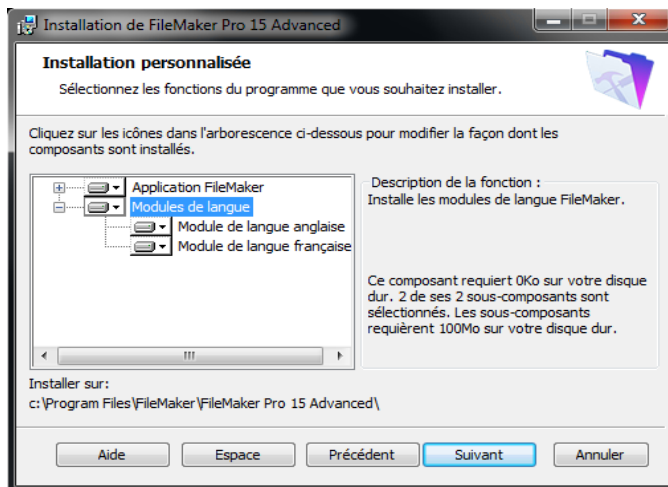 Installation de FileMaker Pro 15 Advanced
Installation personnalisée
Sélectionnez les fonctions du programme que vous souhaitez installer.
Cliquez sur les icônes dans l'arborescence ci-dessous pour modifier la façon dont les
composants sont installés.
Application FileMaker
Modules de langue
Module de langue anglaise
Module de langue française
Description de la fonction :
Installe les modules de langue FileMaker.
Ce composant requiert 0Ko sur votre disque
dur. 2 de ses 2 sous-composants sont
sélectionnés. Les sous-composants
requièrent 100Mo sur votre disque dur.
Installer sur:
c:\Program Files\FileMaker\FileMaker Pro 15 Advanced\
Aide Espace Précédent Suivant Annuler